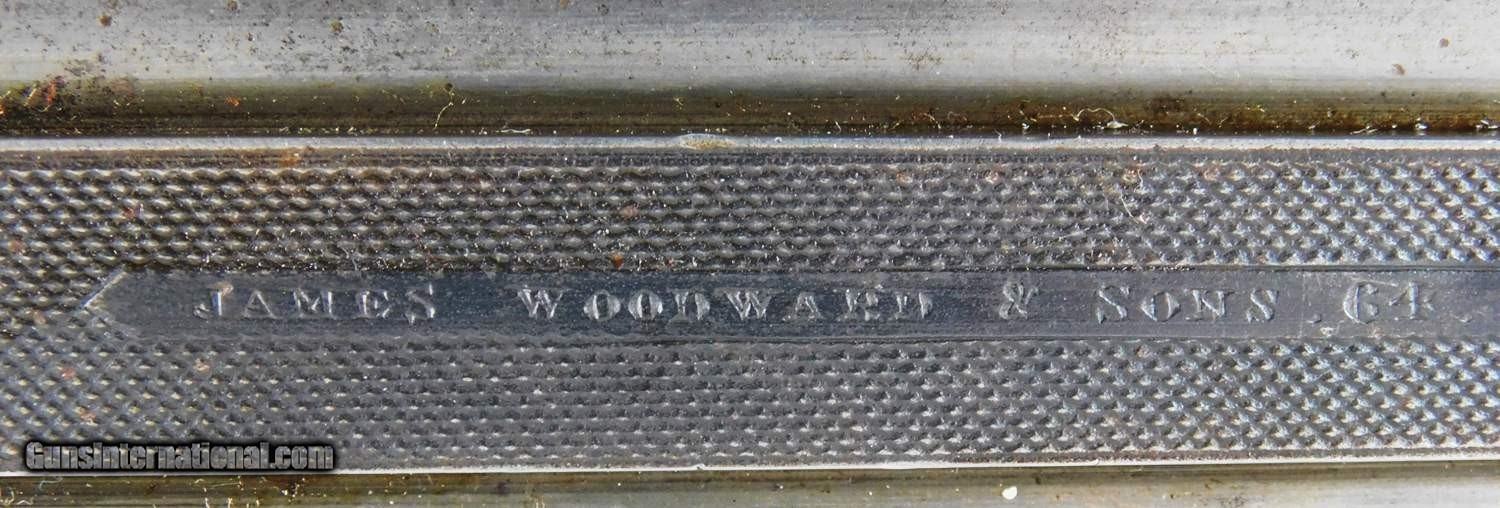 JAMES WOODWARD & SONS. 64.
GunsInternational.com